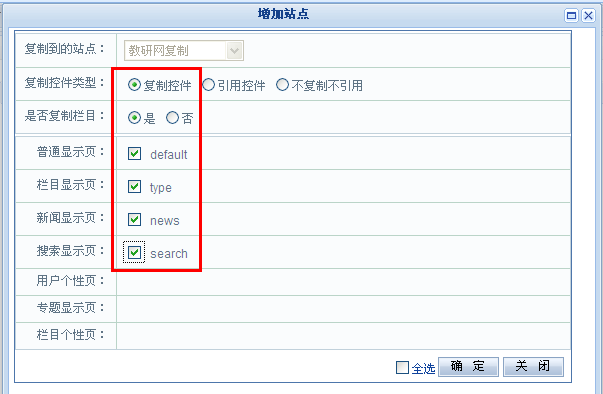 增加站点
复制到的站点： 教研网复制
复制控件类型： 复制控件 引用控件 不复制不引用
是否复制栏目： 是 否
普通显示页： default
栏目显示页： type
新闻显示页： news
搜索显示页： search
用户个性页：
专题显示页：
栏目个性页：
全选 确 定 关 闭